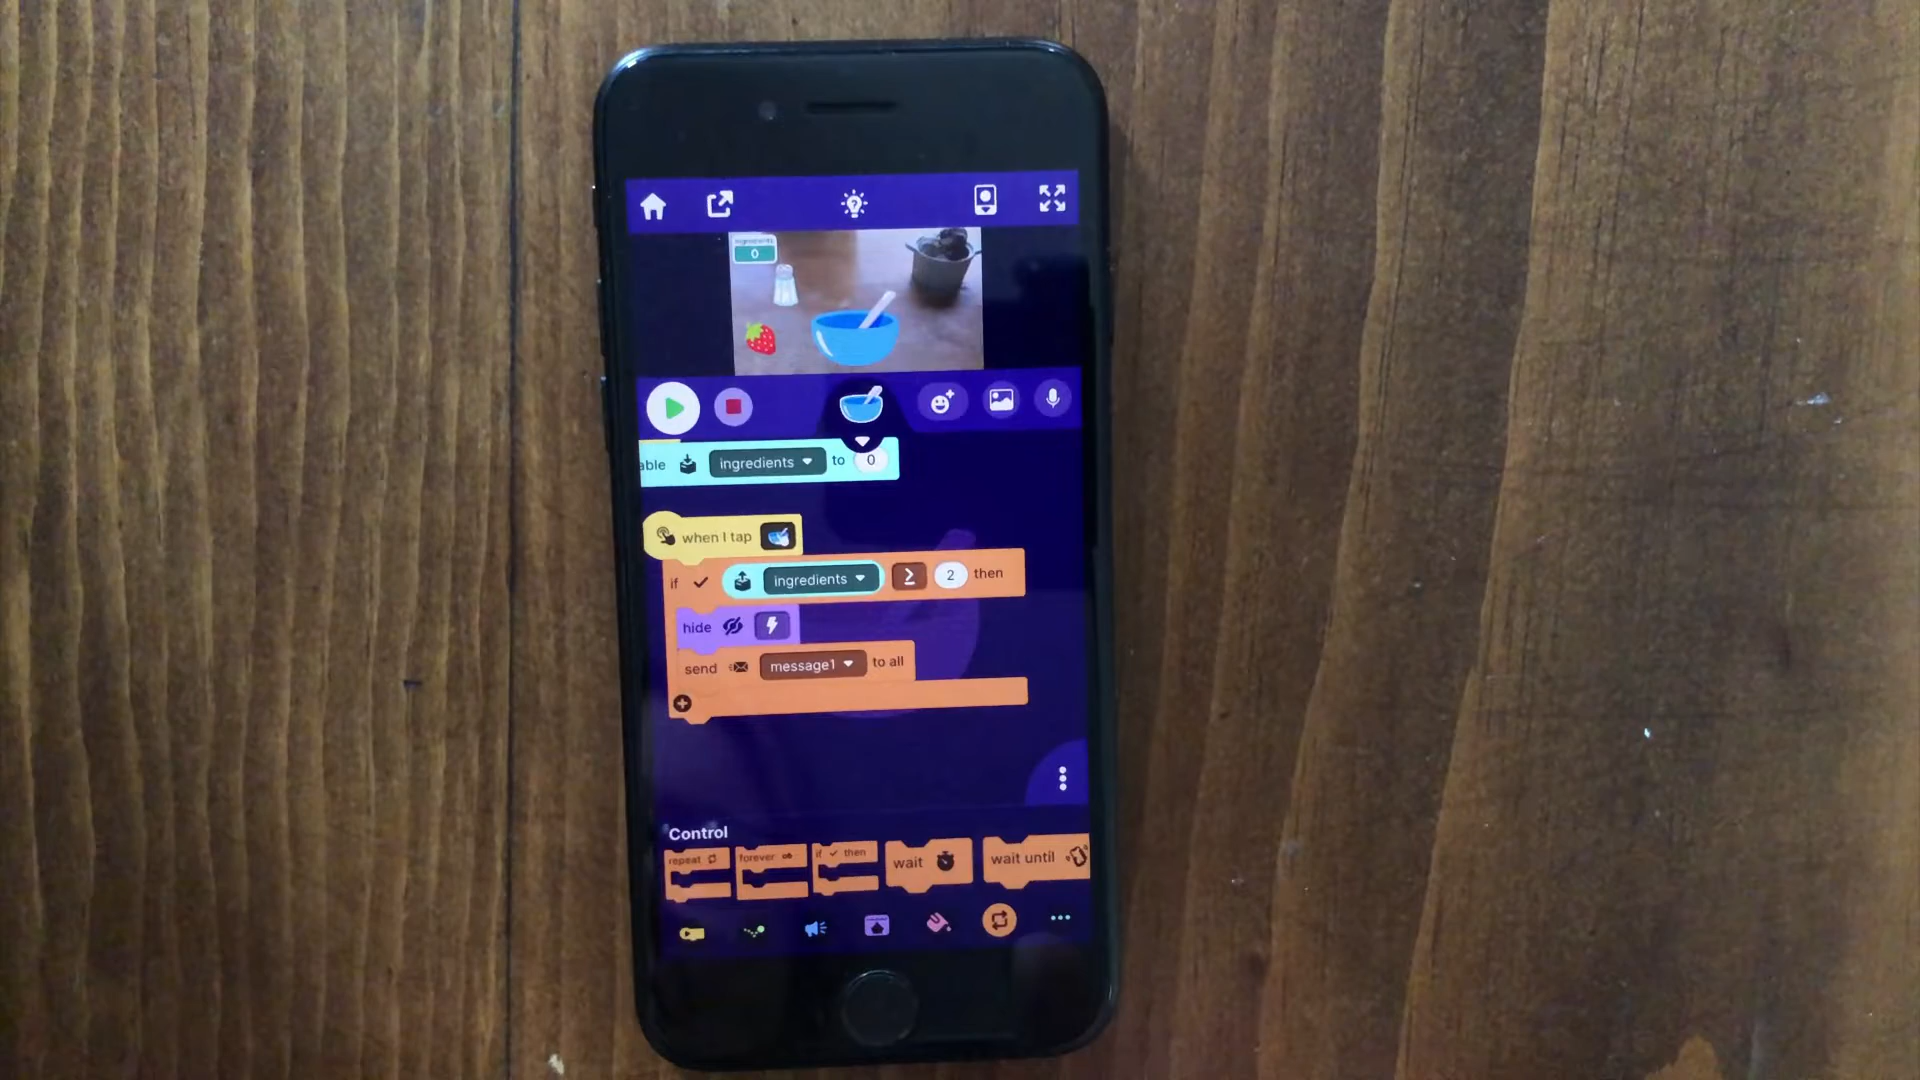 ingredients
0
able ingredients to 0
when I tap
if ingredients ≥ 2 then
hide
send message1 to all
Control
repeat forever if then wait wait until